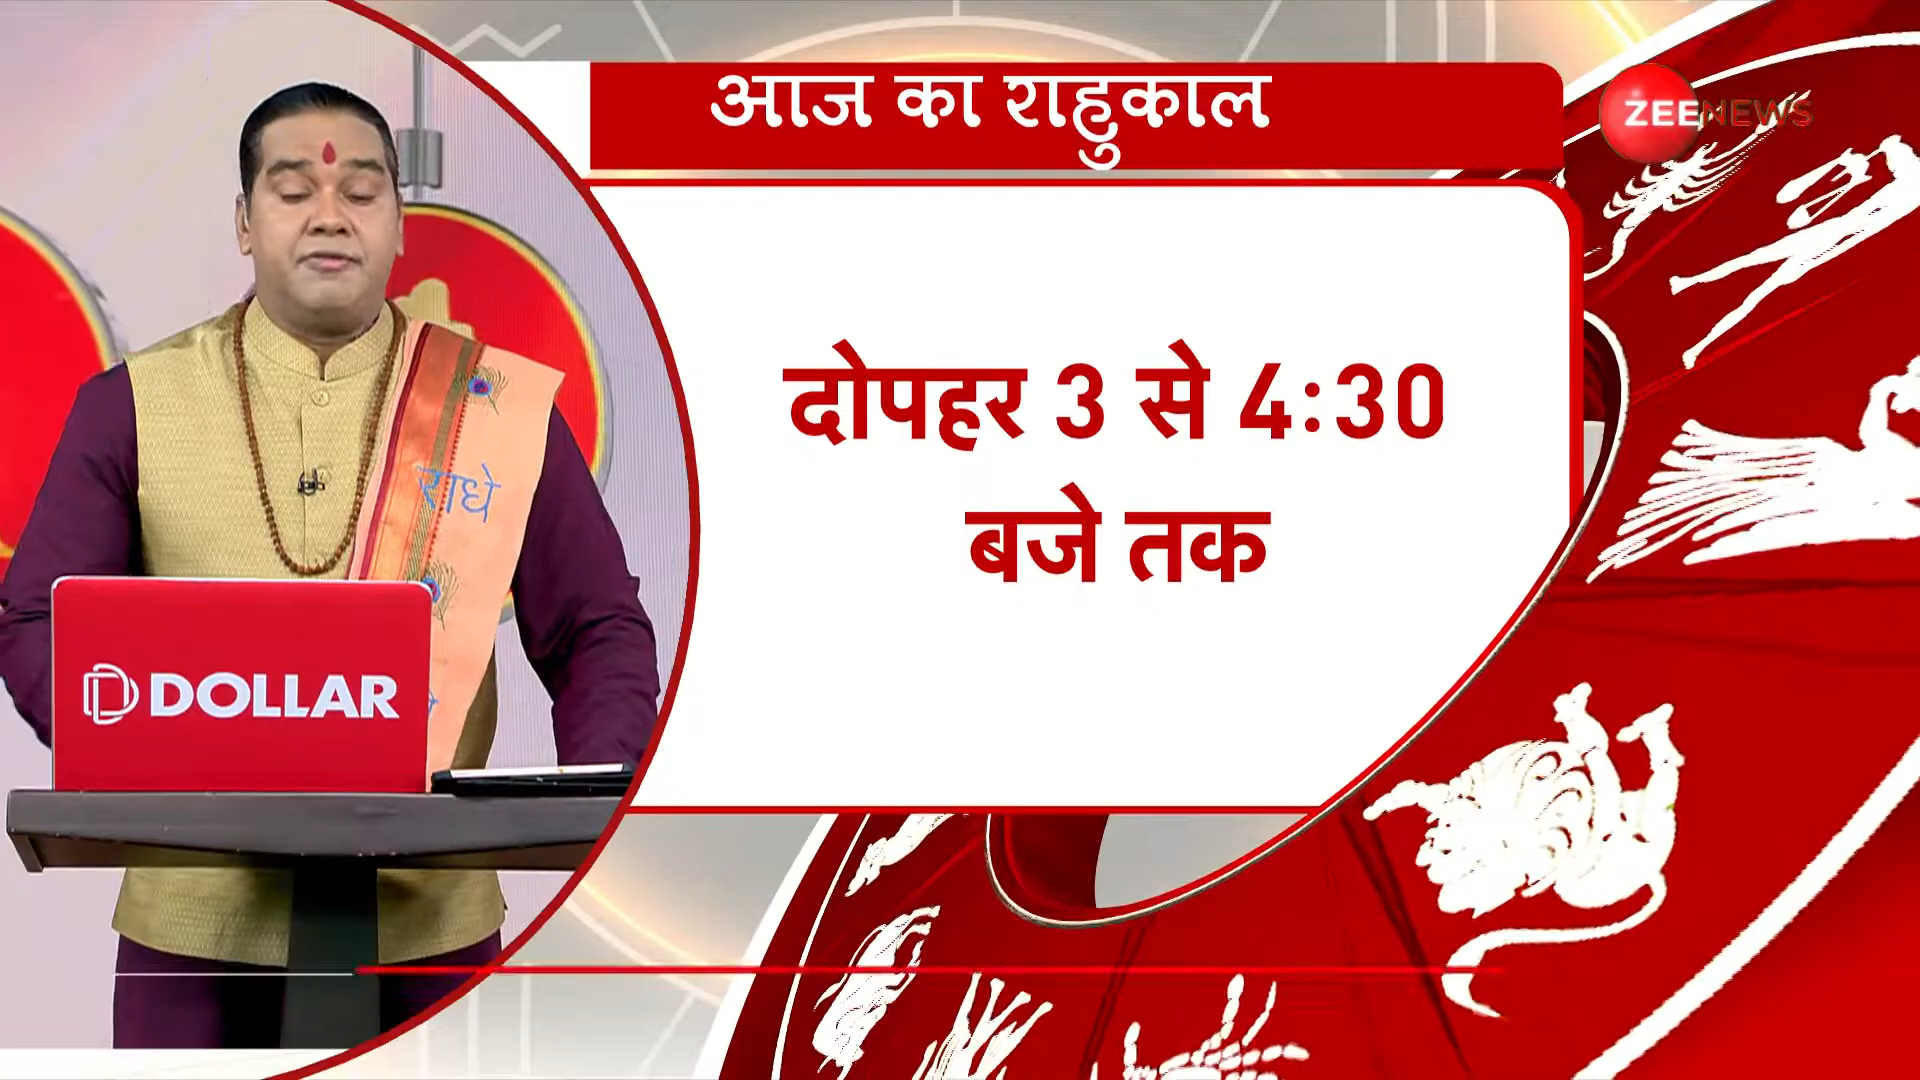 आज का राहुकाल
ZEENEWS
दोपहर 3 से 4:30
बजे तक
राधे
DOLLAR